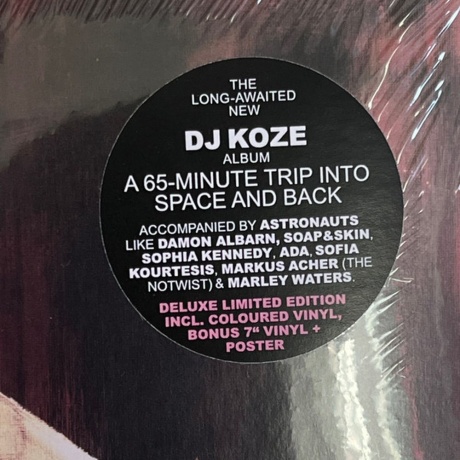 THE
LONG-AWAITED
NEW
DJ KOZE
ALBUM
A 65-MINUTE TRIP INTO
SPACE AND BACK
ACCOMPANIED BY ASTRONAUTS
LIKE DAMON ALBARN, SOAP&SKIN,
SOPHIA KENNEDY, ADA, SOFIA
KOURTESIS, MARKUS ACHER (THE
NOTWIST) & MARLEY WATERS.
DELUXE LIMITED EDITION
INCL. COLOURED VINYL,
BONUS 7“ VINYL +
POSTER